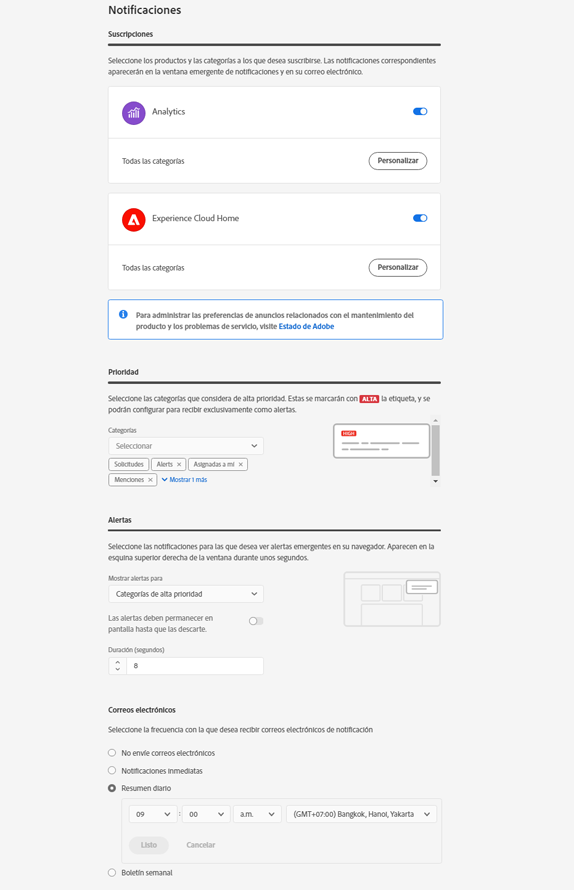 Notificaciones
Suscripciones
Seleccione los productos y las categorías a los que desea suscribirse. Las notificaciones correspondientes
aparecerán en la ventana emergente de notificaciones y en su correo electrónico.
Analytics
Todas las categorías
Personalizar
Experience Cloud Home
Todas las categorías
Personalizar
Para administrar las preferencias de anuncios relacionados con el mantenimiento del
producto y los problemas de servicio, visite Estado de Adobe
Prioridad
Seleccione las categorías que considera de alta prioridad. Estas se marcarán con ALTA la etiqueta, y se
podrán configurar para recibir exclusivamente como alertas.
Categorías
Seleccionar
HIGH
Solicitudes Alerts Asignadas a mí
Menciones Mostrar 1 más
Alertas
Seleccione las notificaciones para las que desea ver alertas emergentes en su navegador. Aparecen en la
esquina superior derecha de la ventana durante unos segundos.
Mostrar alertas para
Categorías de alta prioridad
Las alertas deben permanecer en
pantalla hasta que las descarte.
Duración (segundos)
8
Correos electrónicos
Seleccione la frecuencia con la que desea recibir correos electrónicos de notificación
No envíe correos electrónicos
Notificaciones inmediatas
Resumen diario
09 : 00 a.m. (GMT+07:00) Bangkok, Hanoi, Yakarta
Listo Cancelar
Boletín semanal